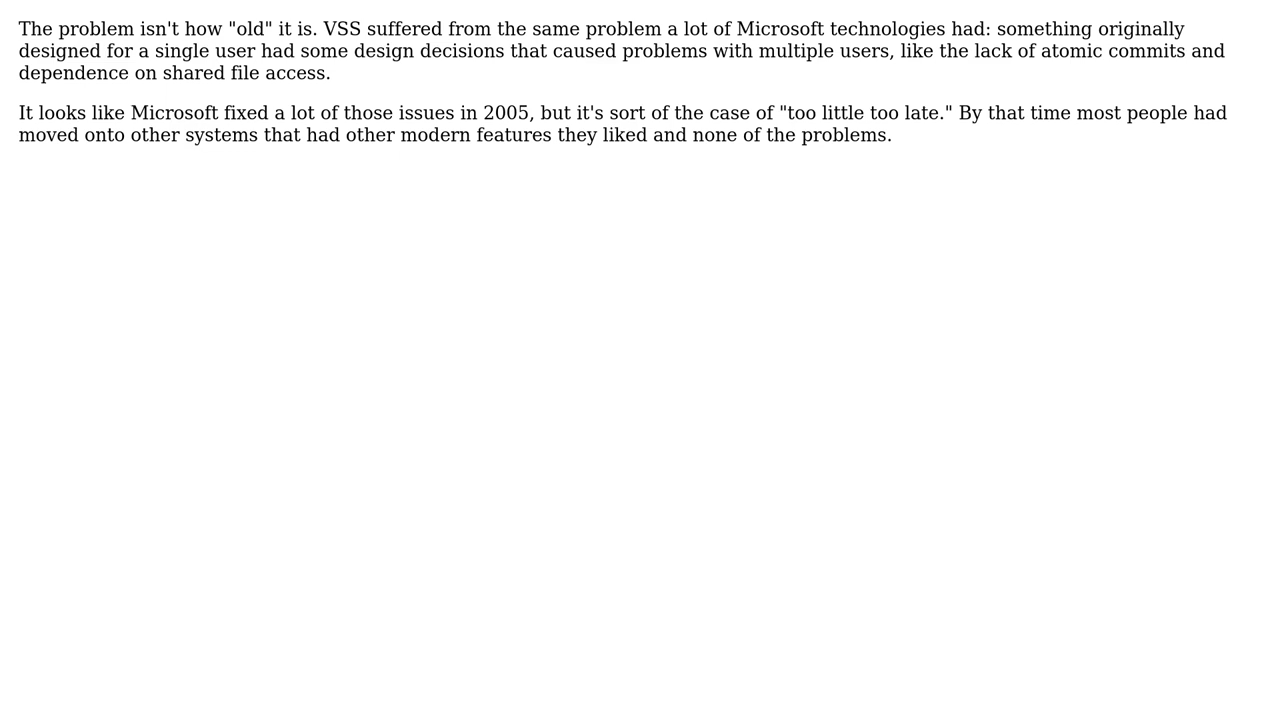 The problem isn't how "old" it is. VSS suffered from the same problem a lot of Microsoft technologies had: something originally
designed for a single user had some design decisions that caused problems with multiple users, like the lack of atomic commits and
dependence on shared file access.
It looks like Microsoft fixed a lot of those issues in 2005, but it's sort of the case of "too little too late." By that time most people had
moved onto other systems that had other modern features they liked and none of the problems.